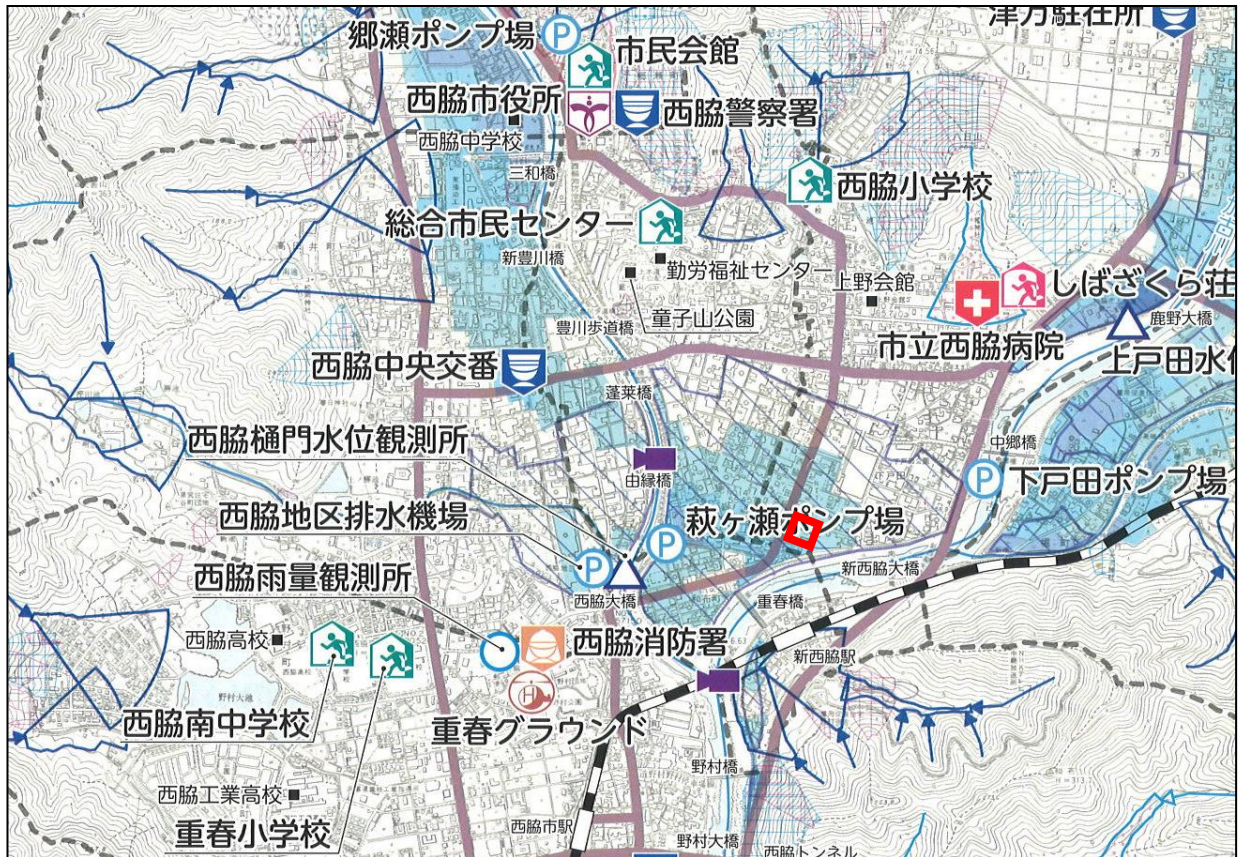 津万駐在所
郷瀬ポンプ場
P
市民会館
西脇市役所
西脇警察署
西脇中学校
三和橋
西脇小学校
総合市民センター
新豊川橋
勤労福祉センター
上野会館
しばざくら荘
童子山公園
鹿野大橋
豊川歩道橋
市立西脇病院
上戸田水位
西脇中央交番
蓬莱橋
西脇樋門水位観測所
中郷橋
由緑橋
P
下戸田ポンプ場
西脇地区排水機場
萩ヶ瀬ポンプ場
P
P
新西脇大橋
西脇雨量観測所
西脇大橋
重春橋
西脇高校
西脇消防署
新西脇駅
野村大池
H
西脇南中学校
重春グラウンド
野村橋
西脇工業高校
重春小学校
西脇市駅
野村大橋
西脇トンネル